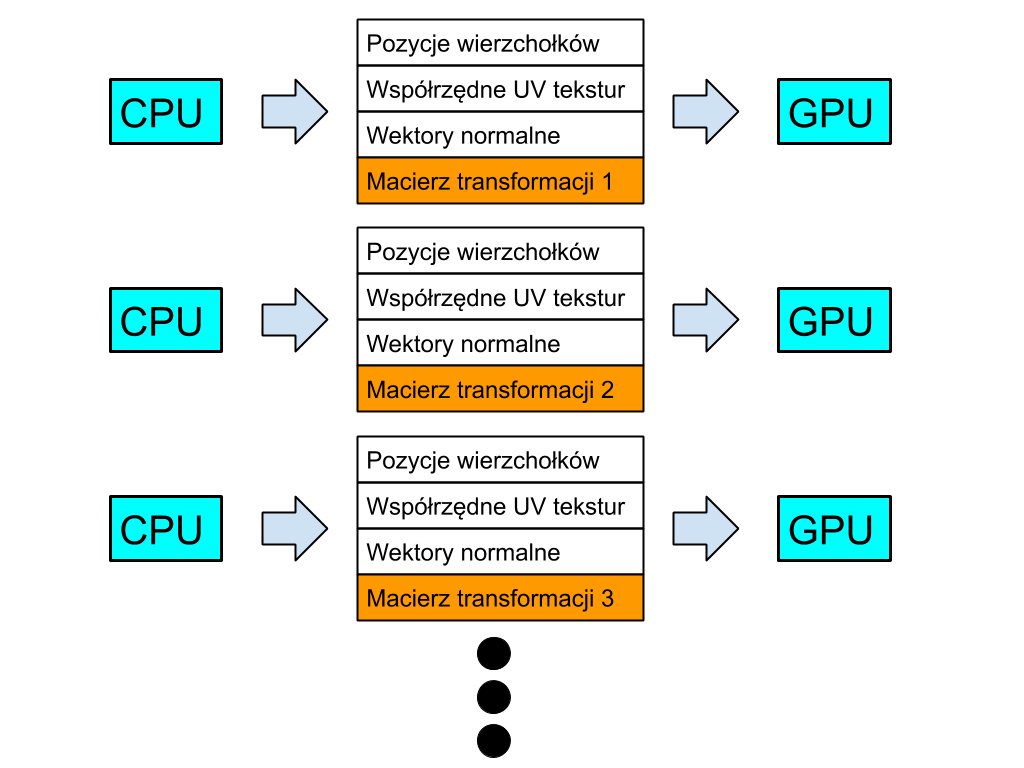 Pozycje wierzchołków
Współrzędne UV tekstur
CPU
GPU
Wektory normalne
Macierz transformacji 1
Pozycje wierzchołków
Współrzędne UV tekstur
CPU
GPU
Wektory normalne
Macierz transformacji 2
Pozycje wierzchołków
Współrzędne UV tekstur
CPU
GPU
Wektory normalne
Macierz transformacji 3